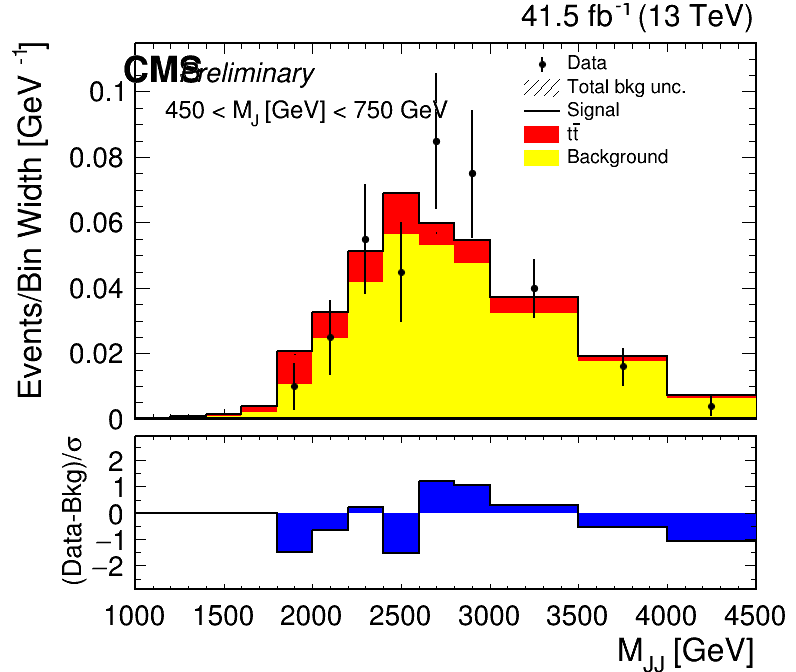 41.5 fb⁻¹ (13 TeV)
CMS Preliminary
450 < M_J [GeV] < 750 GeV
Data
Total bkg unc.
Signal
tt̄
Background
Events/Bin Width [GeV⁻¹]
0.1
0.08
0.06
0.04
0.02
0
(Data-Bkg)/σ
2
1
0
−1
−2
1000 1500 2000 2500 3000 3500 4000 4500
M_JJ [GeV]